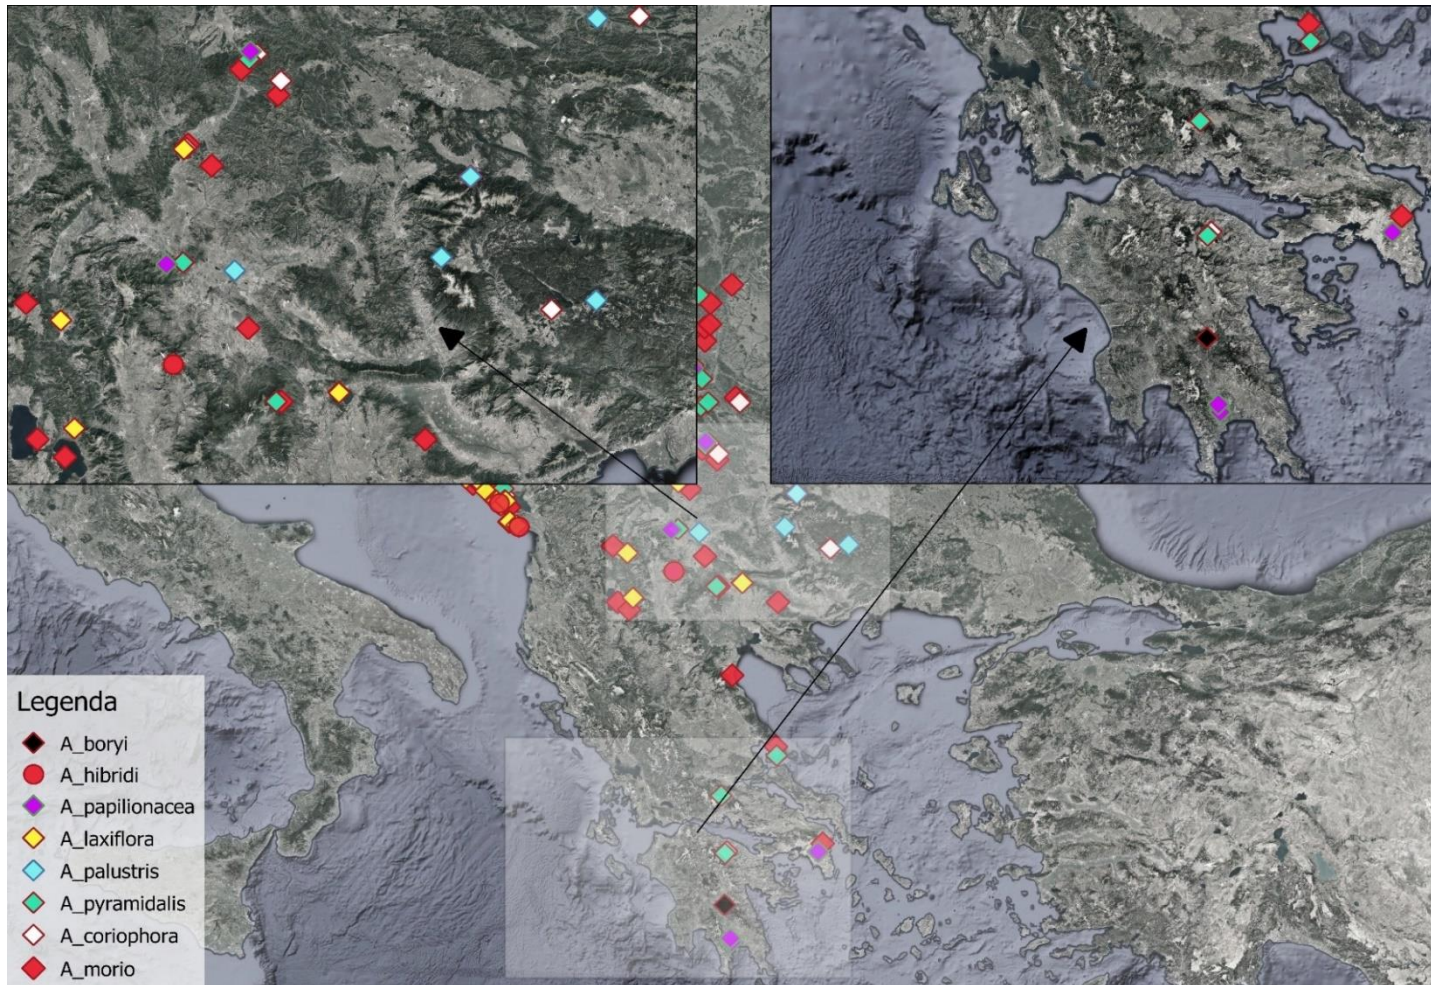 Legenda
A_boryi
A_hibridi
A_papilionacea
A_laxiflora
A_palustris
A_pyramidalis
A_coriophora
A_morio